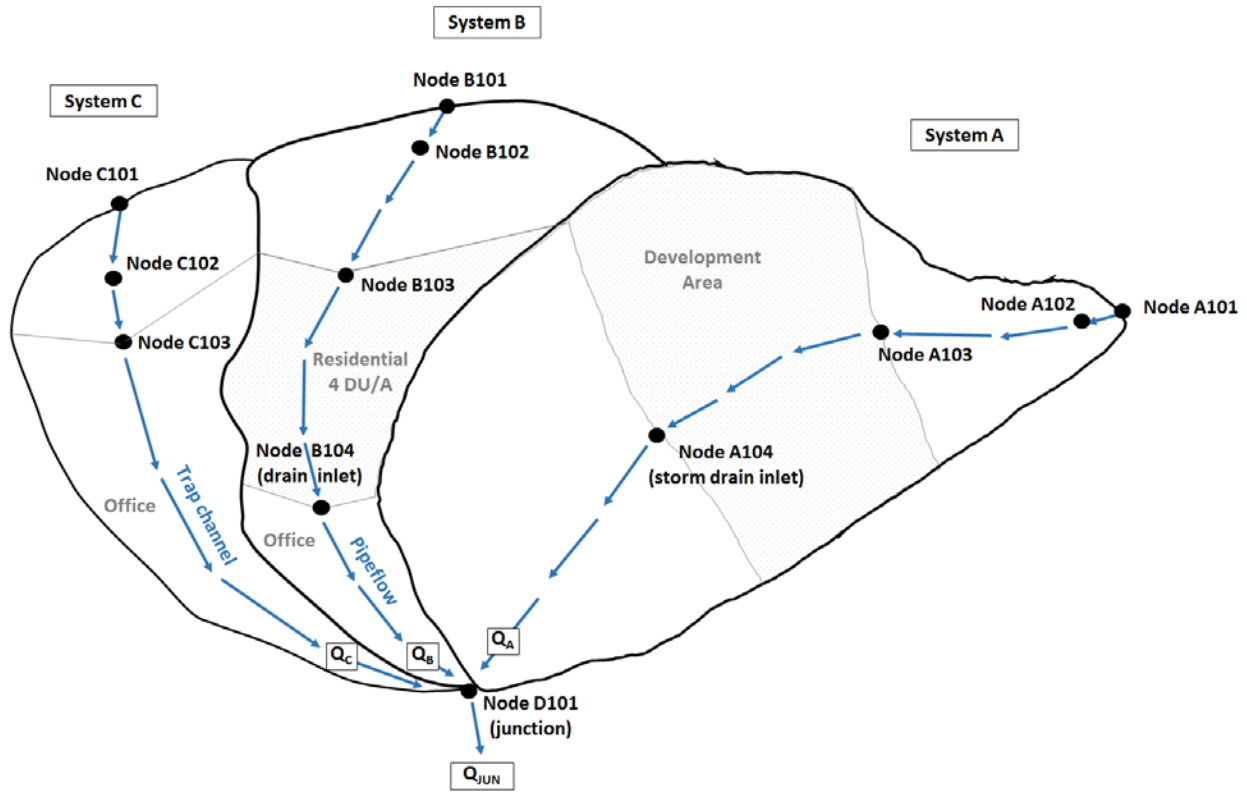 System B
System C
System A
Node B101
Node B102
Node C101
Node C102
Node C103
Node B103
Development
Area
Node A102
Node A101
Node A103
Residential
4 DU/A
Node B104
(drain inlet)
Node A104
(storm drain inlet)
Trap channel
Office
Office
Pipeflow
QC
QB
QA
Node D101
(junction)
QJUN